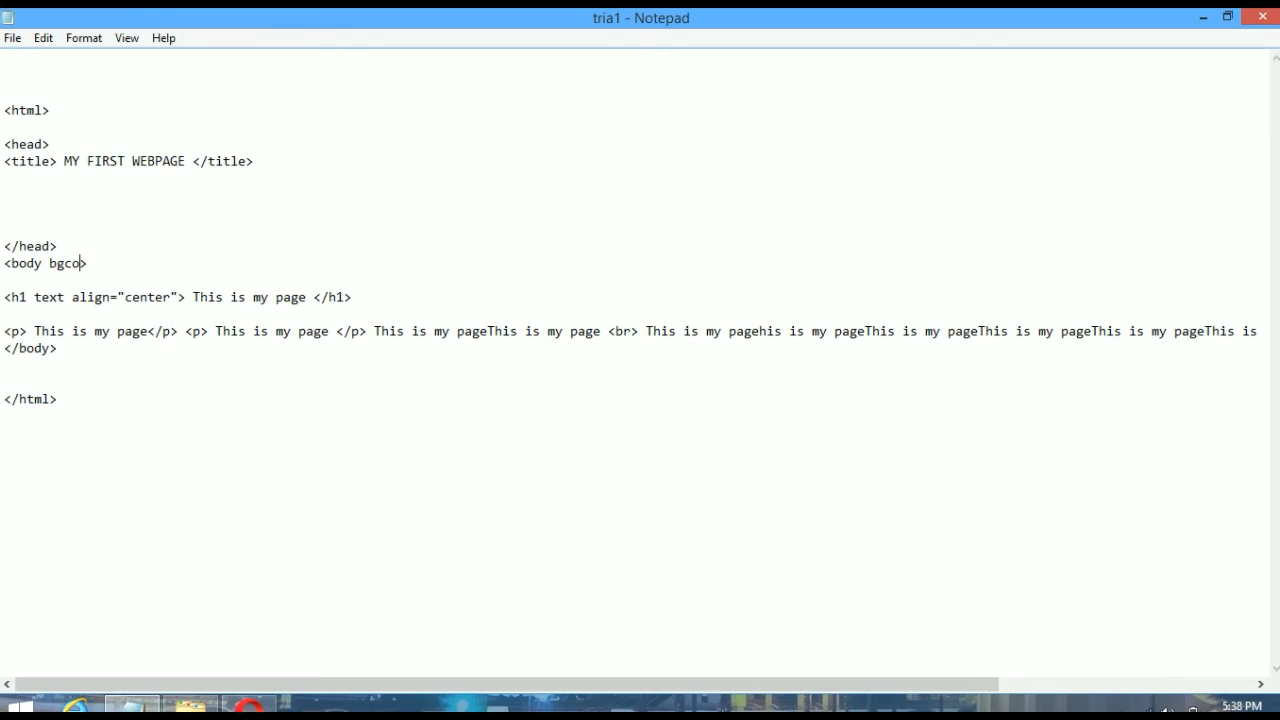 tria1 - Notepad
File Edit Format View Help
<html>
<head>
<title> MY FIRST WEBPAGE </title>
</head>
<body bgco>
<h1 text align="center"> This is my page </h1>
<p> This is my page</p> <p> This is my page </p> This is my pageThis is my page <br> This is my pagehis is my pageThis is my pageThis is my pageThis is my pageThis is
</body>
</html>
5:38 PM